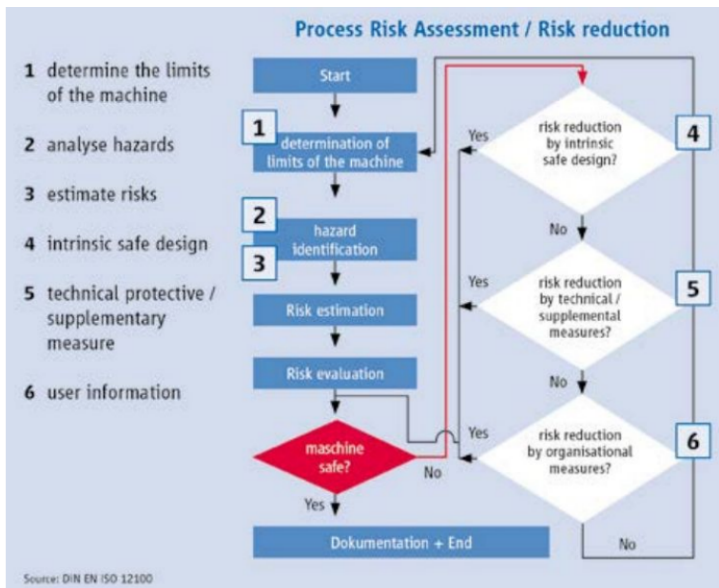 Process Risk Assessment / Risk reduction
1 determine the limits
of the machine
2 analyse hazards
3 estimate risks
4 intrinsic safe design
5 technical protective /
supplementary
measure
6 user information
Start
1
determination of
limits of the machine
2
hazard
identification
3
Risk estimation
Risk evaluation
maschine
safe?
No
Yes
Dokumentation + End
risk reduction
by intrinsic
safe design?
4
Yes
No
risk reduction
by technical /
supplemental
measures?
5
Yes
No
risk reduction
by organisational
measures?
6
Yes
No
Source: DIN EN ISO 12100